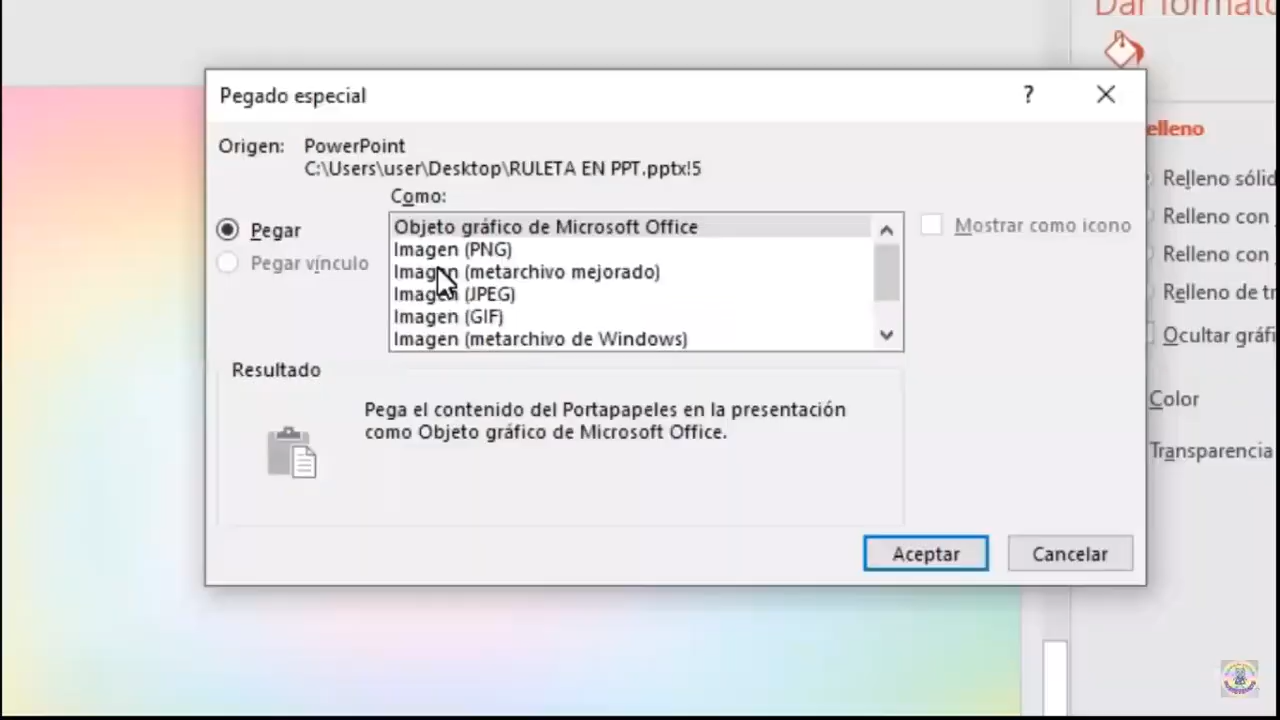 Dar formato
Pegado especial
?
Origen: PowerPoint
C:\Users\user\Desktop\RULETA EN PPT.pptx!5
Como:
Pegar
Pegar vínculo
Objeto gráfico de Microsoft Office
Imagen (PNG)
Imagen (metarchivo mejorado)
Imagen (JPEG)
Imagen (GIF)
Imagen (metarchivo de Windows)
Mostrar como icono
Resultado
Pega el contenido del Portapapeles en la presentación
como Objeto gráfico de Microsoft Office.
Aceptar
Cancelar
elleno
Relleno sólid
Relleno con
Relleno con
Relleno de tr
Ocultar gráfi
Color
Transparencia